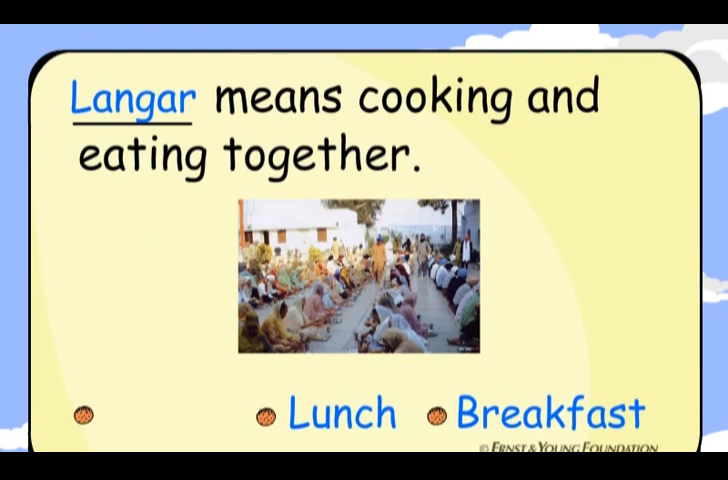 Langar means cooking and
eating together.
Lunch Breakfast
© ERNST & YOUNG FOUNDATION